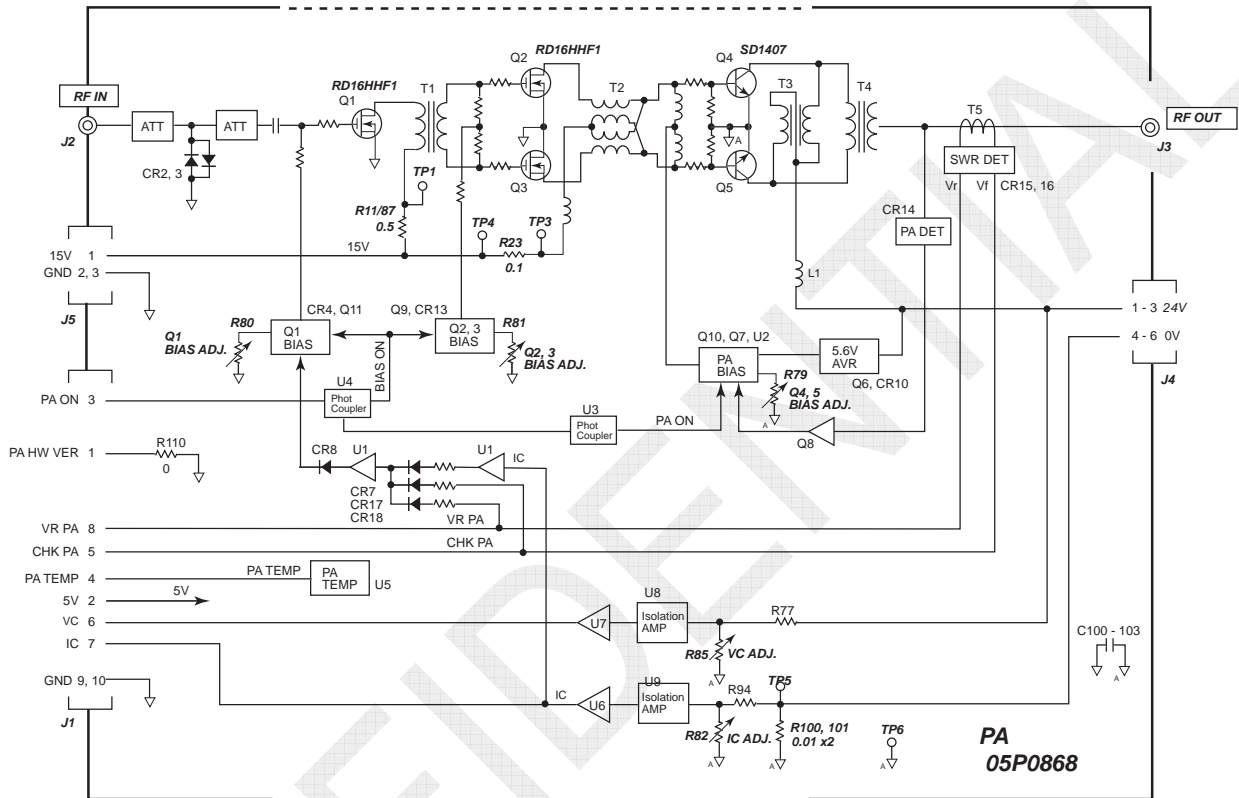 RF IN
J2
ATT
ATT
CR2, 3
RD16HHF1
Q1
T1
TP1
R11/87
0.5
Q2
RD16HHF1
Q3
T2
TP4
R23
0.1
TP3
SD1407
Q4
Q5
A
T3
T4
T5
RF OUT
J3
SWR DET
Vr
Vf
CR15, 16
CR14
PA DET
L1
15V 1
GND 2, 3
J5
15V
1 - 3 24V
4 - 6 0V
J4
Q1
BIAS ADJ.
R80
Q1
BIAS
CR4, Q11
BIAS ON
Q9, CR13
Q2, 3
BIAS
R81
Q2, 3
BIAS ADJ.
Q10, Q7, U2
PA
BIAS
5.6V
AVR
Q6, CR10
R79
Q4, 5
BIAS ADJ.
A
Q8
PA ON 3
U4
Phot
Coupler
U3
Phot
Coupler
PA ON
PA HW VER 1
R110
0
CR8
U1
U1
IC
CR7
CR17
CR18
VR PA
CHK PA
VR PA 8
CHK PA 5
PA TEMP 4
PA TEMP
PA
TEMP
U5
5V 2
5V
VC 6
IC 7
GND 9, 10
J1
U7
U8
Isolation
AMP
R77
R85
VC ADJ.
A
IC
U6
U9
Isolation
AMP
R94
TP5
R82
IC ADJ.
A
R100, 101
0.01 x2
A
TP6
A
C100 - 103
A
PA
05P0868